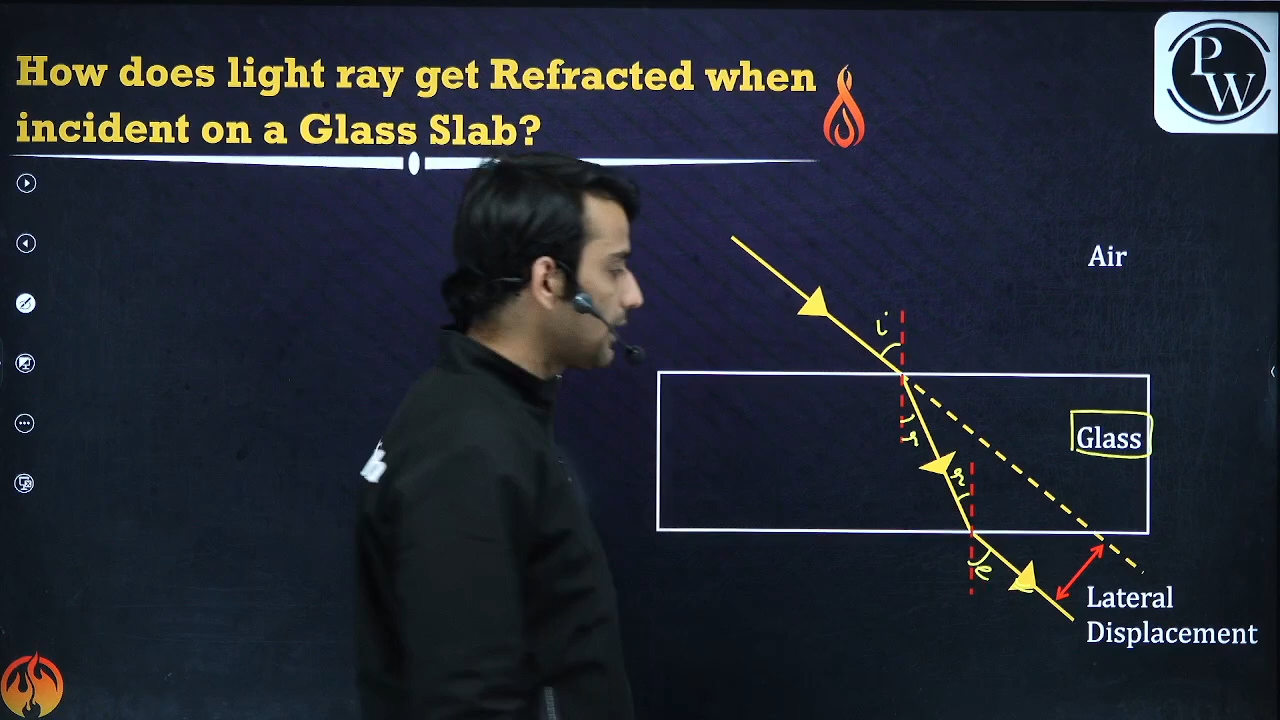 How does light ray get Refracted when
incident on a Glass Slab?
P
W
Air
i
Glass
r
r
e
Lateral
Displacement